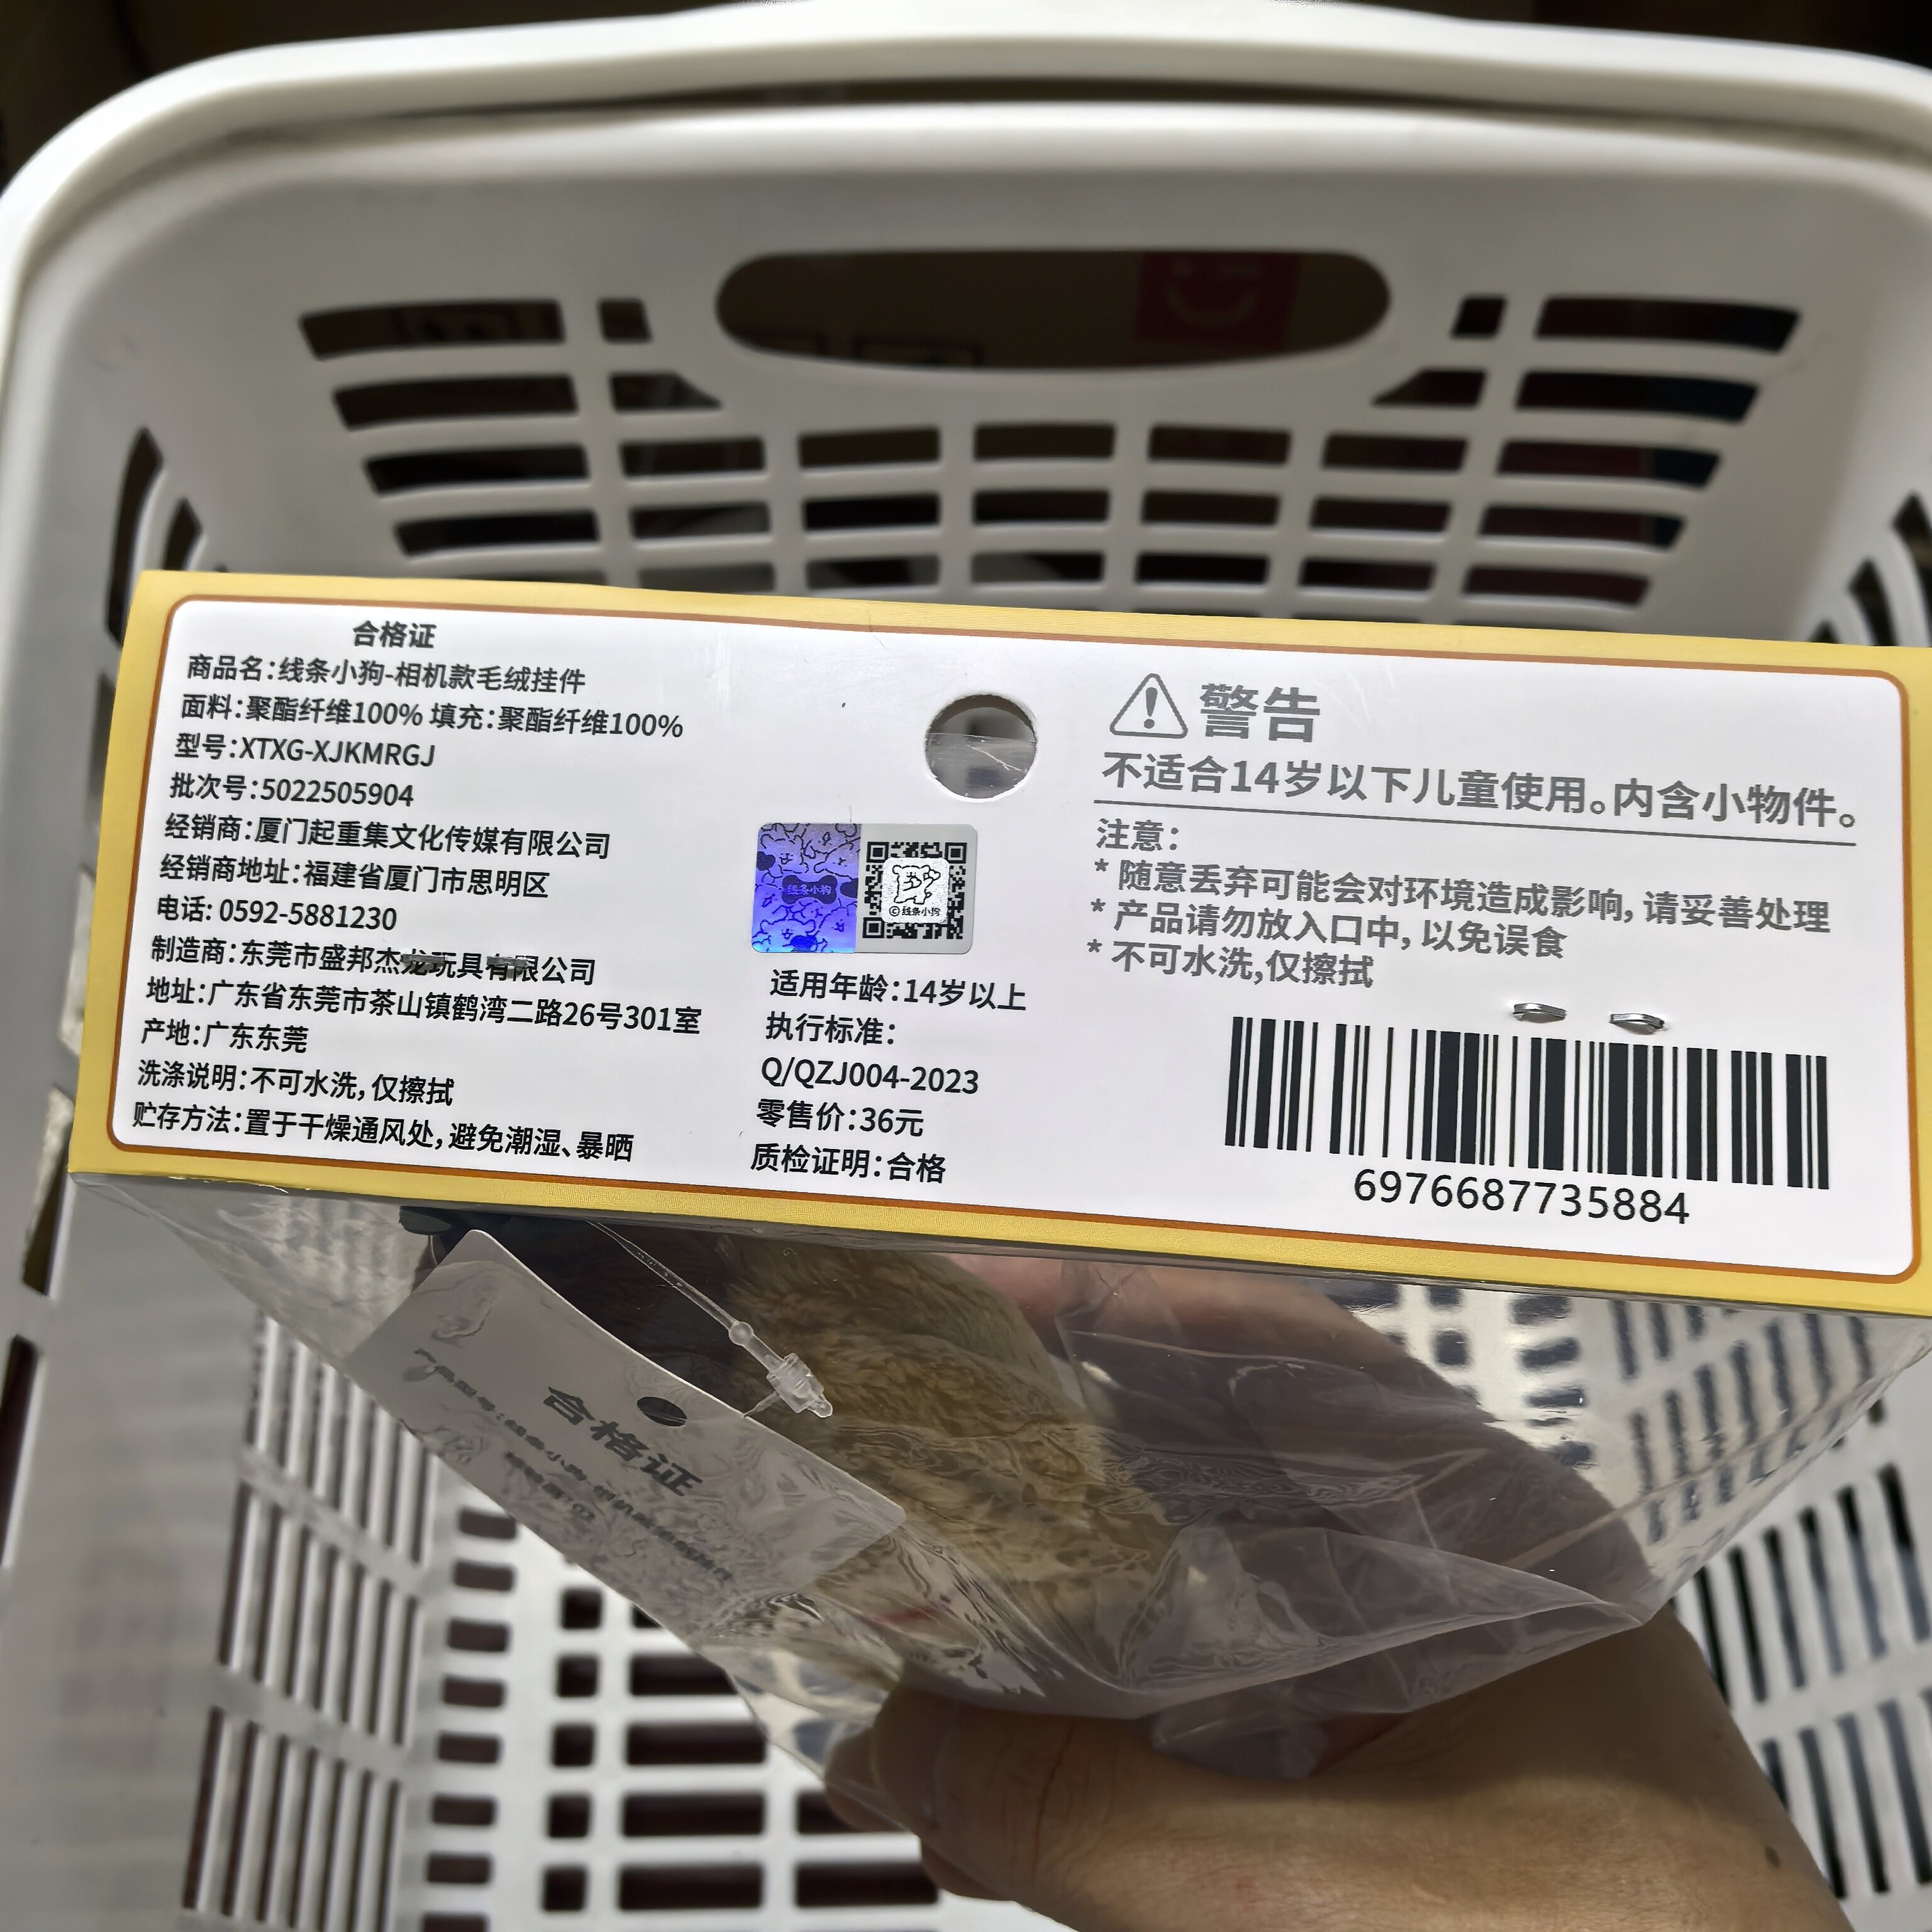 合格证
商品名：线条小狗-相机款毛绒挂件
面料：聚酯纤维100% 填充：聚酯纤维100%
型号：XTXG-XJKMRGJ
批次号：5022505904
经销商：厦门起重集文化传媒有限公司
经销商地址：福建省厦门市思明区
电话: 0592-5881230
制造商：东莞市盛邦杰龙玩具有限公司
地址：广东省东莞市茶山镇鹤湾二路26号301室
产地：广东东莞
洗涤说明：不可水洗，仅擦拭
贮存方法：置于干燥通风处，避免潮湿、暴晒
线条小狗
©线条小狗
适用年龄：14岁以上
执行标准：
Q/QZJ004-2023
零售价：36元
质检证明：合格
警告
不适合14岁以下儿童使用。内含小物件。
注意：
* 随意丢弃可能会对环境造成影响，请妥善处理
* 产品请勿放入口中，以免误食
* 不可水洗,仅擦拭
6976687735884
合格证